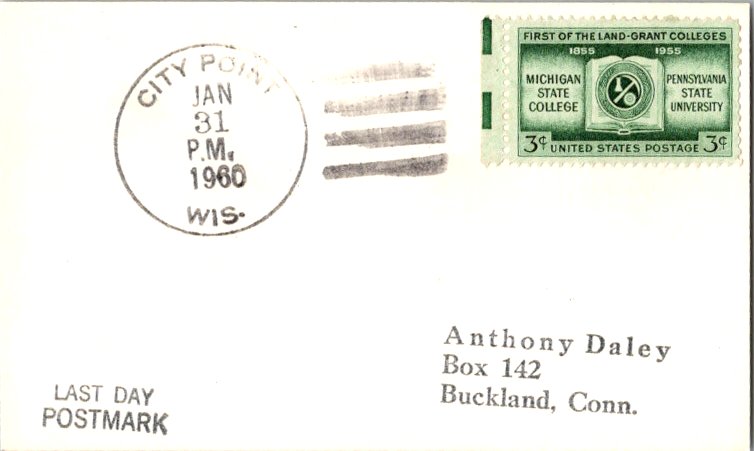 CITY POINT
JAN
31
P.M.
1960
WIS.
FIRST OF THE LAND-GRANT COLLEGES
1855 1955
MICHIGAN
STATE
COLLEGE
PENNSYLVANIA
STATE
UNIVERSITY
3¢ UNITED STATES POSTAGE 3¢
Anthony Daley
Box 142
Buckland, Conn.
LAST DAY
POSTMARK